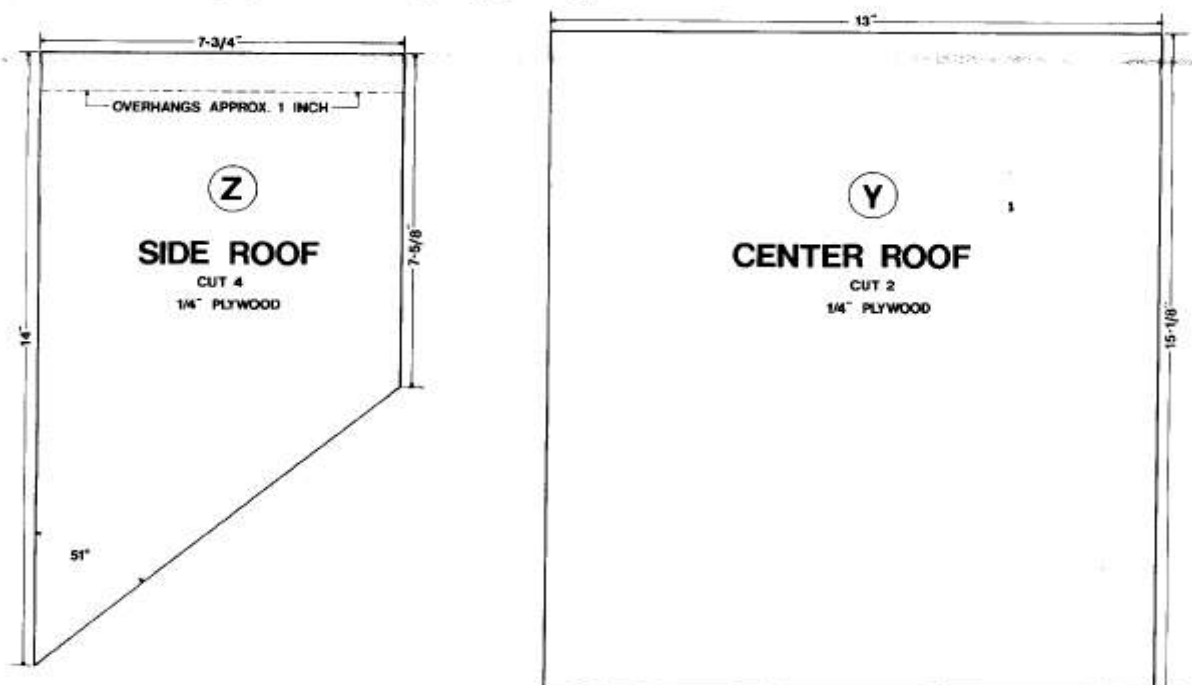 7-3/4"
OVERHANGS APPROX. 1 INCH
Z
SIDE ROOF
CUT 4
1/4" PLYWOOD
7-5/8"
14"
51°
13"
Y
CENTER ROOF
CUT 2
1/4" PLYWOOD
15-1/8"